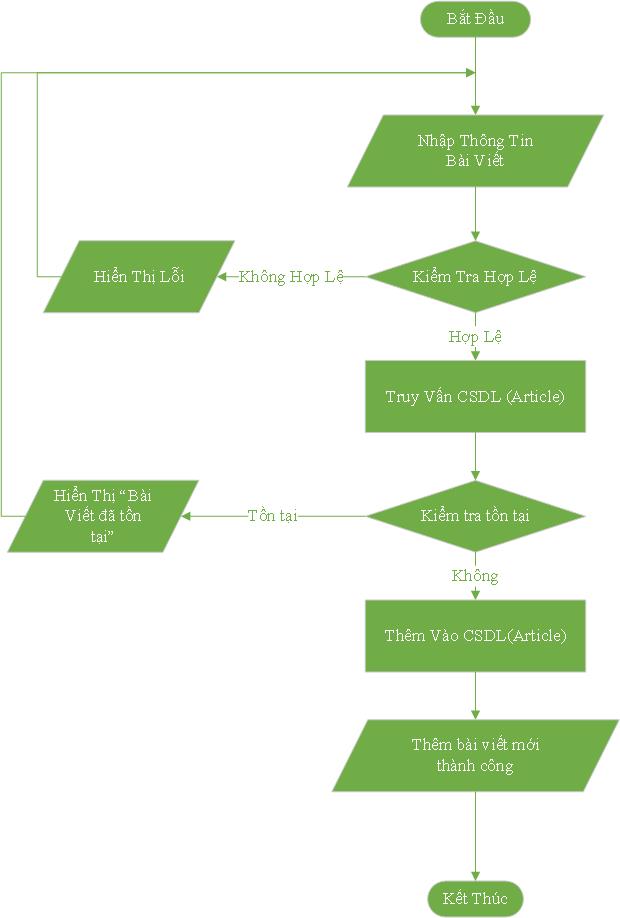 Bắt Đầu
Nhập Thông Tin
Bài Viết
Kiểm Tra Hợp Lệ
Không Hợp Lệ
Hiển Thị Lỗi
Hợp Lệ
Truy Vấn CSDL (Article)
Kiểm tra tồn tại
Tồn tại
Hiển Thị “Bài
Viết đã tồn
tại”
Không
Thêm Vào CSDL(Article)
Thêm bài viết mới
thành công
Kết Thúc